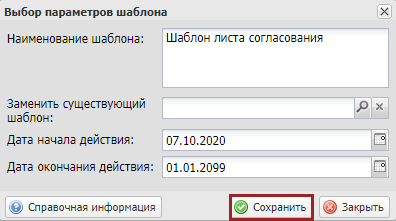 Выбор параметров шаблона
Наименование шаблона:
Шаблон листа согласования
Заменить существующий
шаблон:
Дата начала действия:
07.10.2020
Дата окончания действия:
01.01.2099
Справочная информация
Сохранить
Закрыть